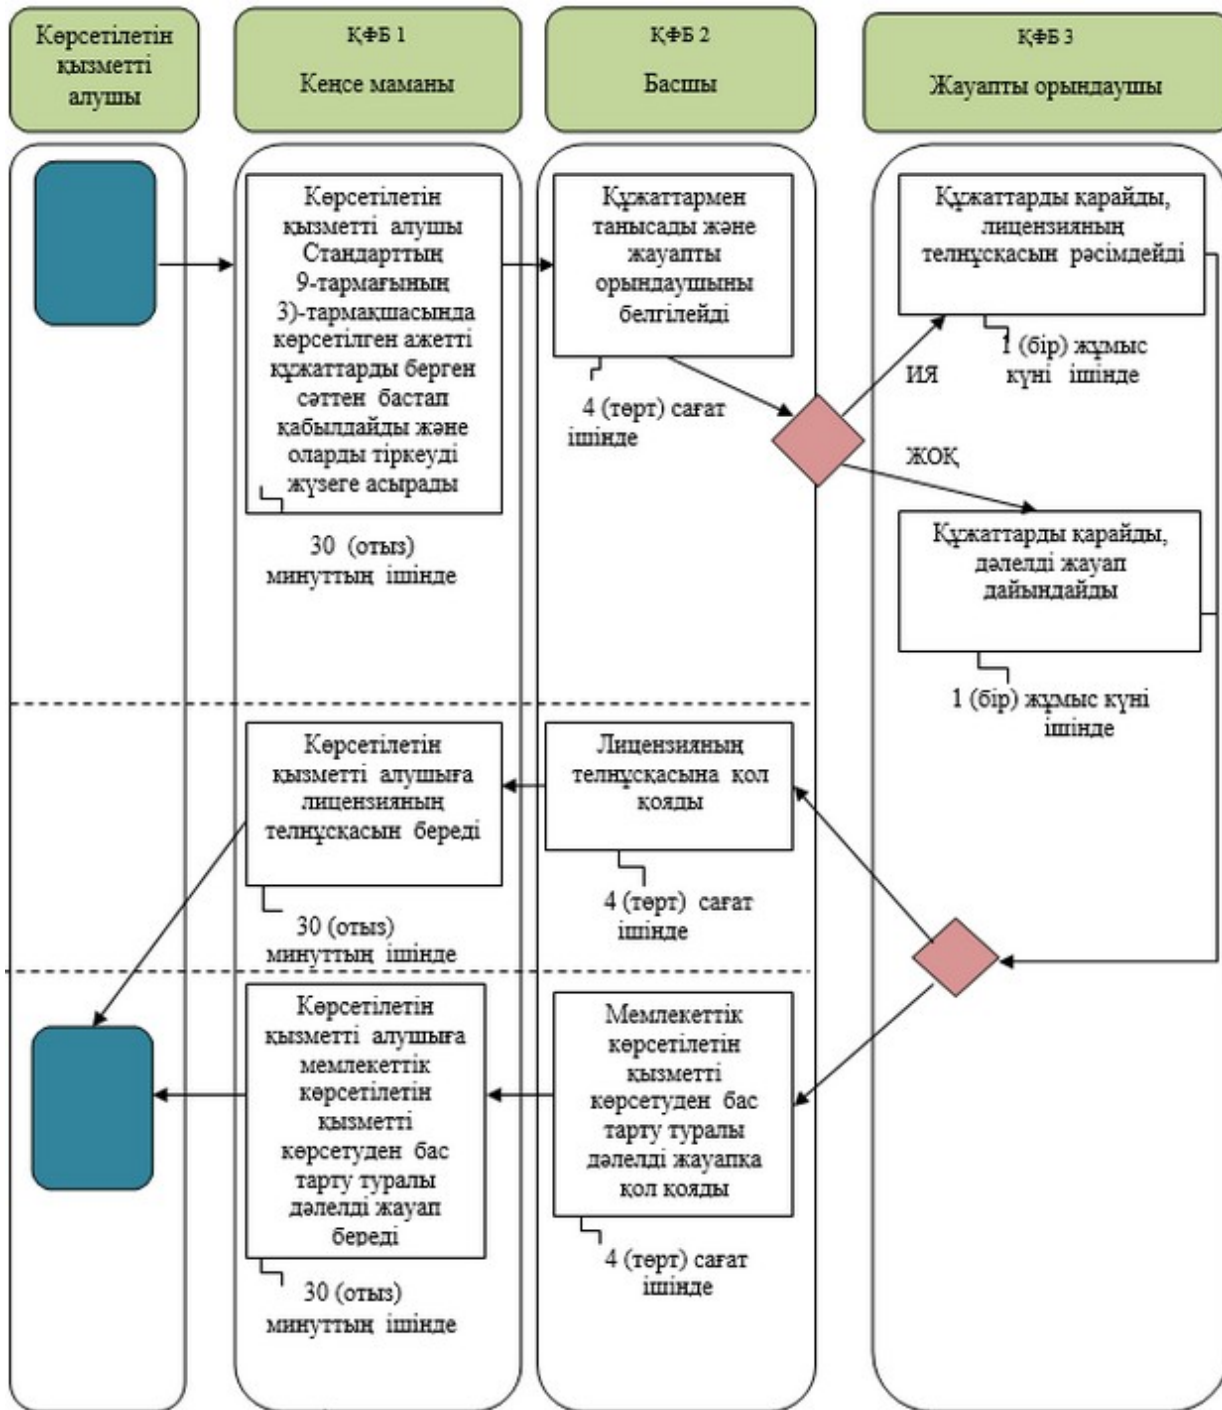 Көрсетілетін
қызметті
алушы
ҚФБ 1
Кеңсе маманы
ҚФБ 2
Басшы
ҚФБ 3
Жауапты орындаушы
Көрсетілетін
қызметті алушы
Стандарттың
9-тармағының
3)-тармақшасында
көрсетілген ажетті
құжаттарды берген
сәттен бастап
қабылдайды және
оларды тіркеуді
жүзеге асырады
30 (отыз)
минуттың ішінде
Құжаттармен
танысады және
жауапты
орындаушыны
белгілейді
4 (төрт) сағат
ішінде
Құжаттарды қарайды,
лицензияның
телнұсқасын рәсімдейді
1 (бір) жұмыс
күні ішінде
ИЯ
ЖОҚ
Құжаттарды қарайды,
дәлелді жауап
дайындайды
1 (бір) жұмыс күні
ішінде
Көрсетілетін
қызметті алушыға
лицензияның
телнұсқасын береді
30 (отыз)
минуттың ішінде
Лицензияның
телнұсқасына қол
қояды
4 (төрт) сағат
ішінде
Көрсетілетін
қызметті алушыға
мемлекеттік
көрсетілетін
қызметті
көрсетуден бас
тарту туралы
дәлелді жауап
береді
30 (отыз)
минуттың ішінде
Мемлекеттік
көрсетілетін
қызметті
көрсетуден бас
тарту туралы
дәлелді жауапка
қол қояды
4 (төрт) сағат
ішінде